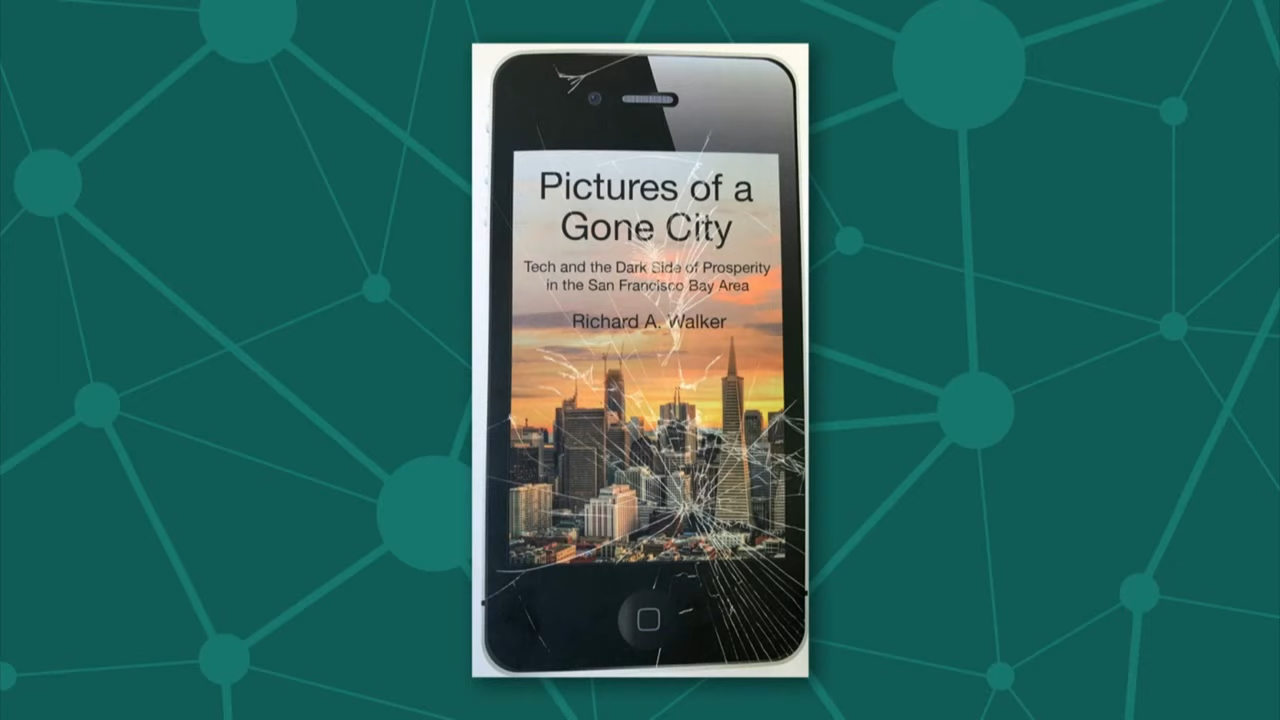 Pictures of a
Gone City
Tech and the Dark Side of Prosperity
in the San Francisco Bay Area
Richard A. Walker